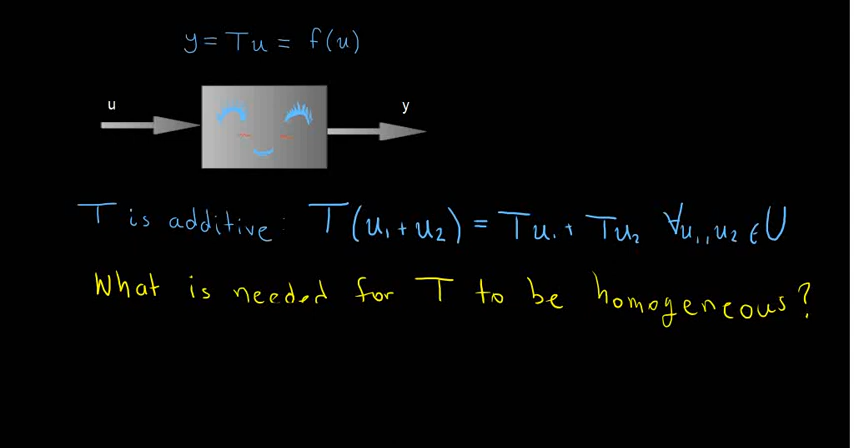 y = Tu = f(u)
u
y
T is additive: T(u₁ + u₂) = Tu₁ + Tu₂ ∀u₁, u₂ ∈ U
What is needed for T to be homogeneous?